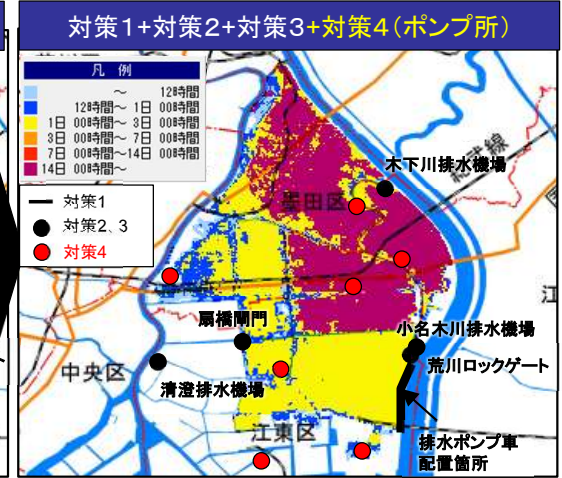 対策1+対策2+対策3+対策4(ポンプ所)
凡 例
～ 12時間
12時間～ 1日 00時間
1日 00時間～ 3日 00時間
3日 00時間～ 7日 00時間
7日 00時間～14日 00時間
14日 00時間～
対策1
対策2、3
対策4
木下川排水機場
総武線
墨田区
扇橋閘門
小名木川排水機場
荒川ロックゲート
中央区
清澄排水機場
江東区
排水ポンプ車
配置箇所
江